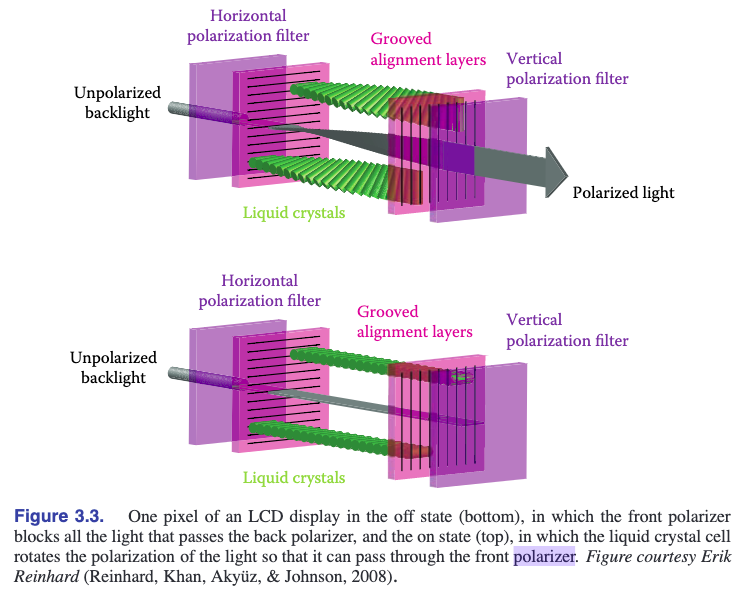 Horizontal
polarization filter
Grooved
alignment layers
Vertical
polarization filter
Unpolarized
backlight
Polarized light
Liquid crystals
Horizontal
polarization filter
Grooved
alignment layers
Vertical
polarization filter
Unpolarized
backlight
Liquid crystals
Figure 3.3. One pixel of an LCD display in the off state (bottom), in which the front polarizer
blocks all the light that passes the back polarizer, and the on state (top), in which the liquid crystal cell
rotates the polarization of the light so that it can pass through the front polarizer. Figure courtesy Erik
Reinhard (Reinhard, Khan, Akyüz, & Johnson, 2008).